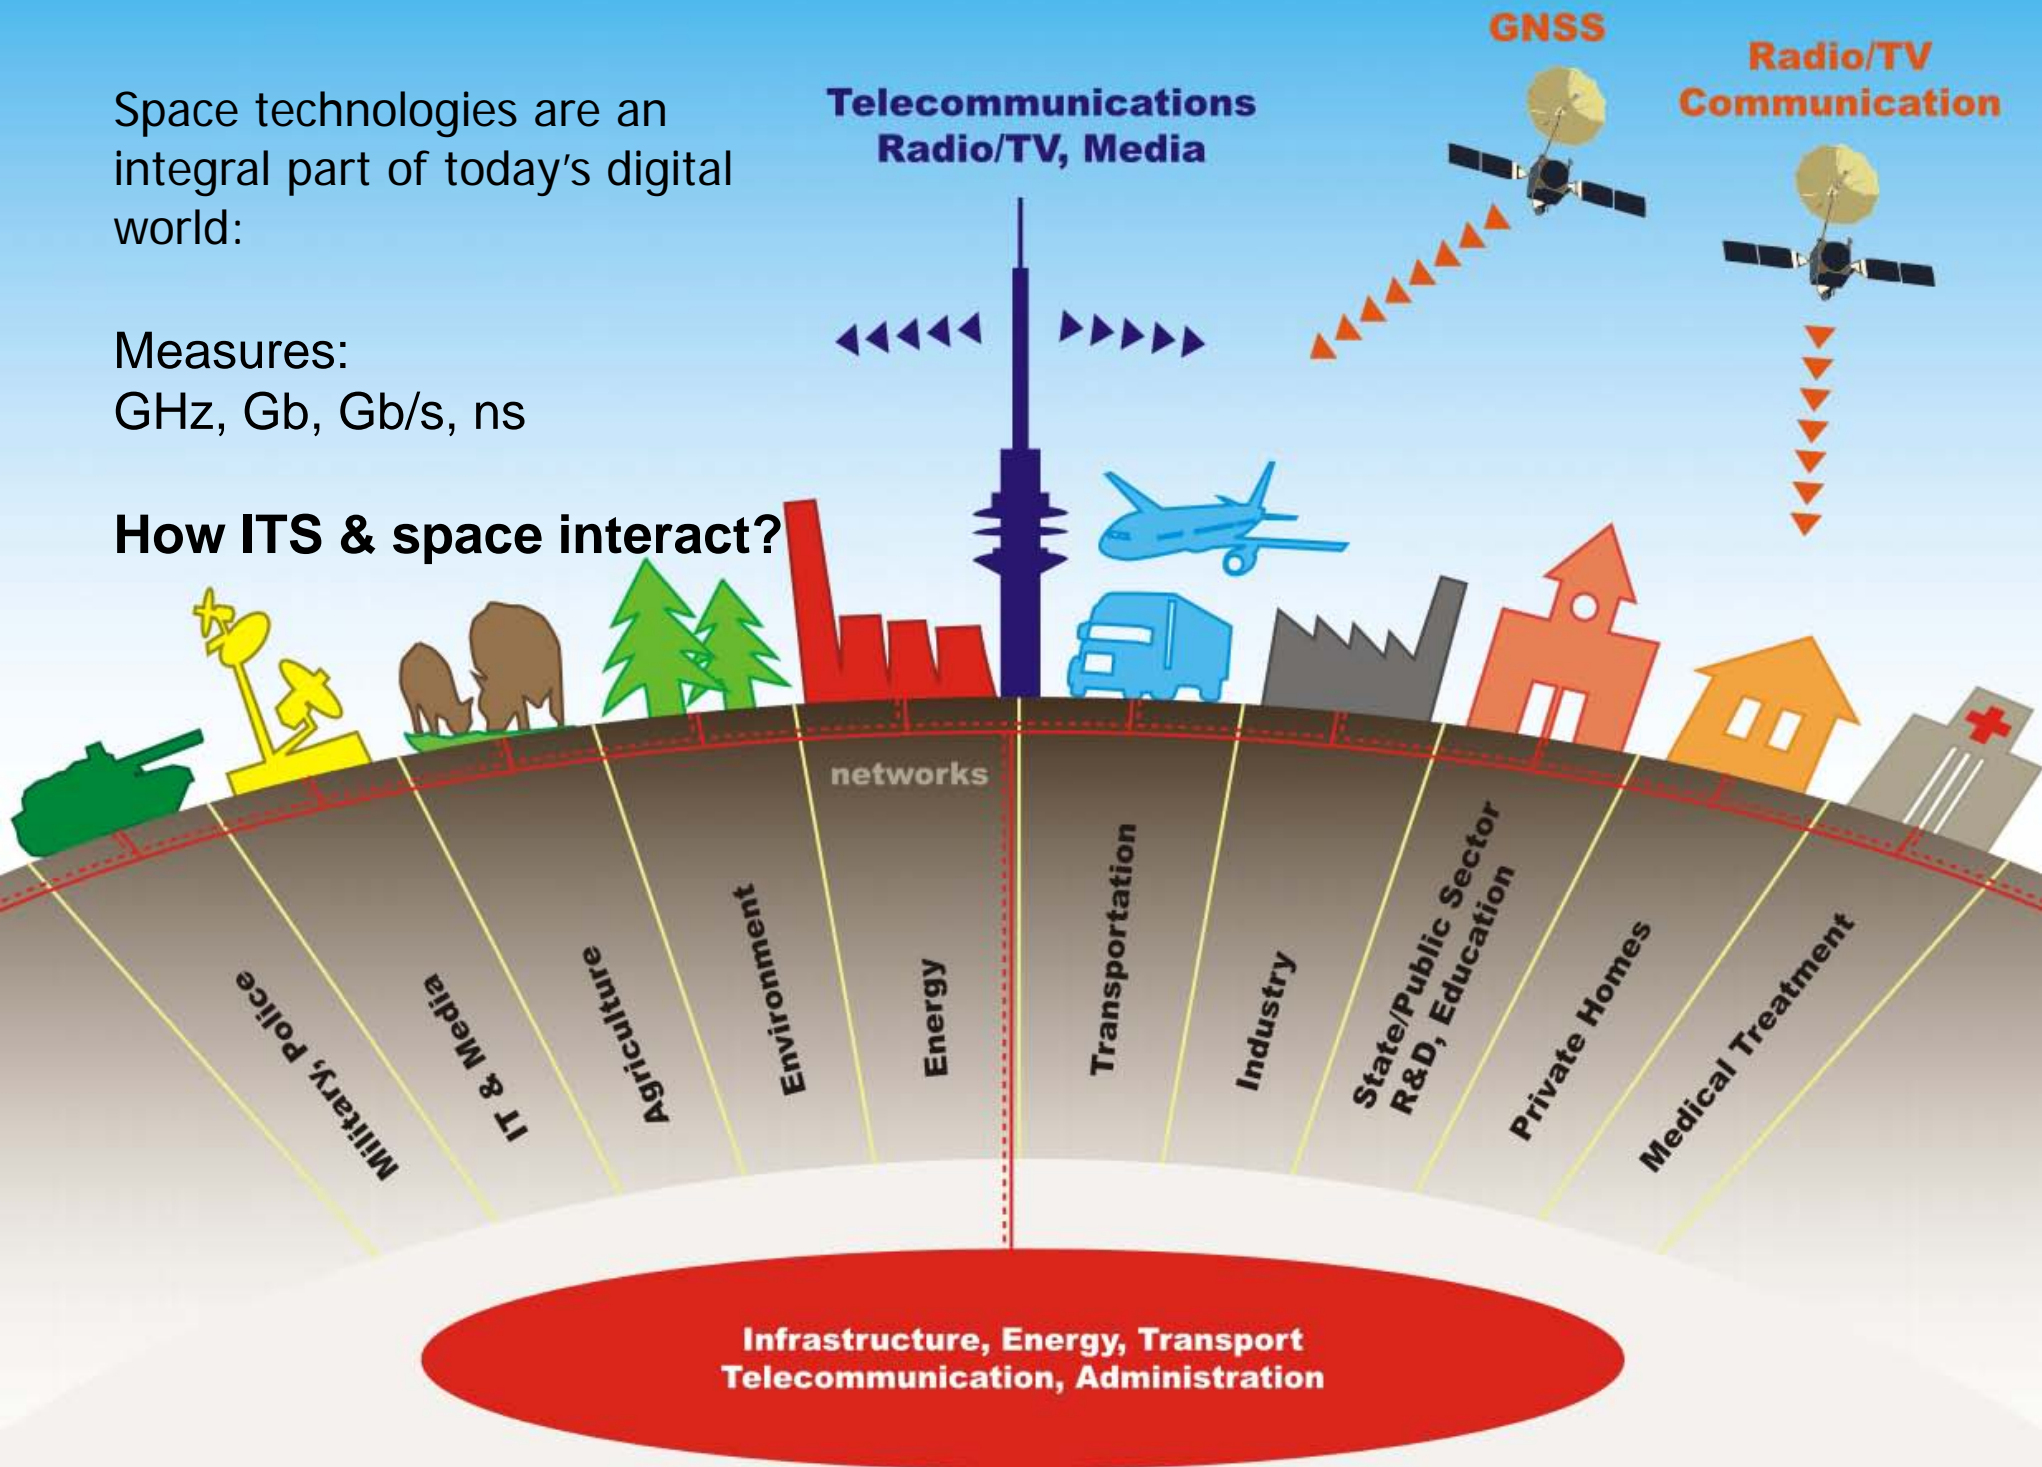 Space technologies are an
integral part of today's digital
world:
Measures:
GHz, Gb, Gb/s, ns
How ITS & space interact?
Telecommunications
Radio/TV, Media
GNSS
Radio/TV
Communication
networks
Military, Police
IT & Media
Agriculture
Environment
Energy
Transportation
Industry
State/Public Sector
R&D, Education
Private Homes
Medical Treatment
Infrastructure, Energy, Transport
Telecommunication, Administration